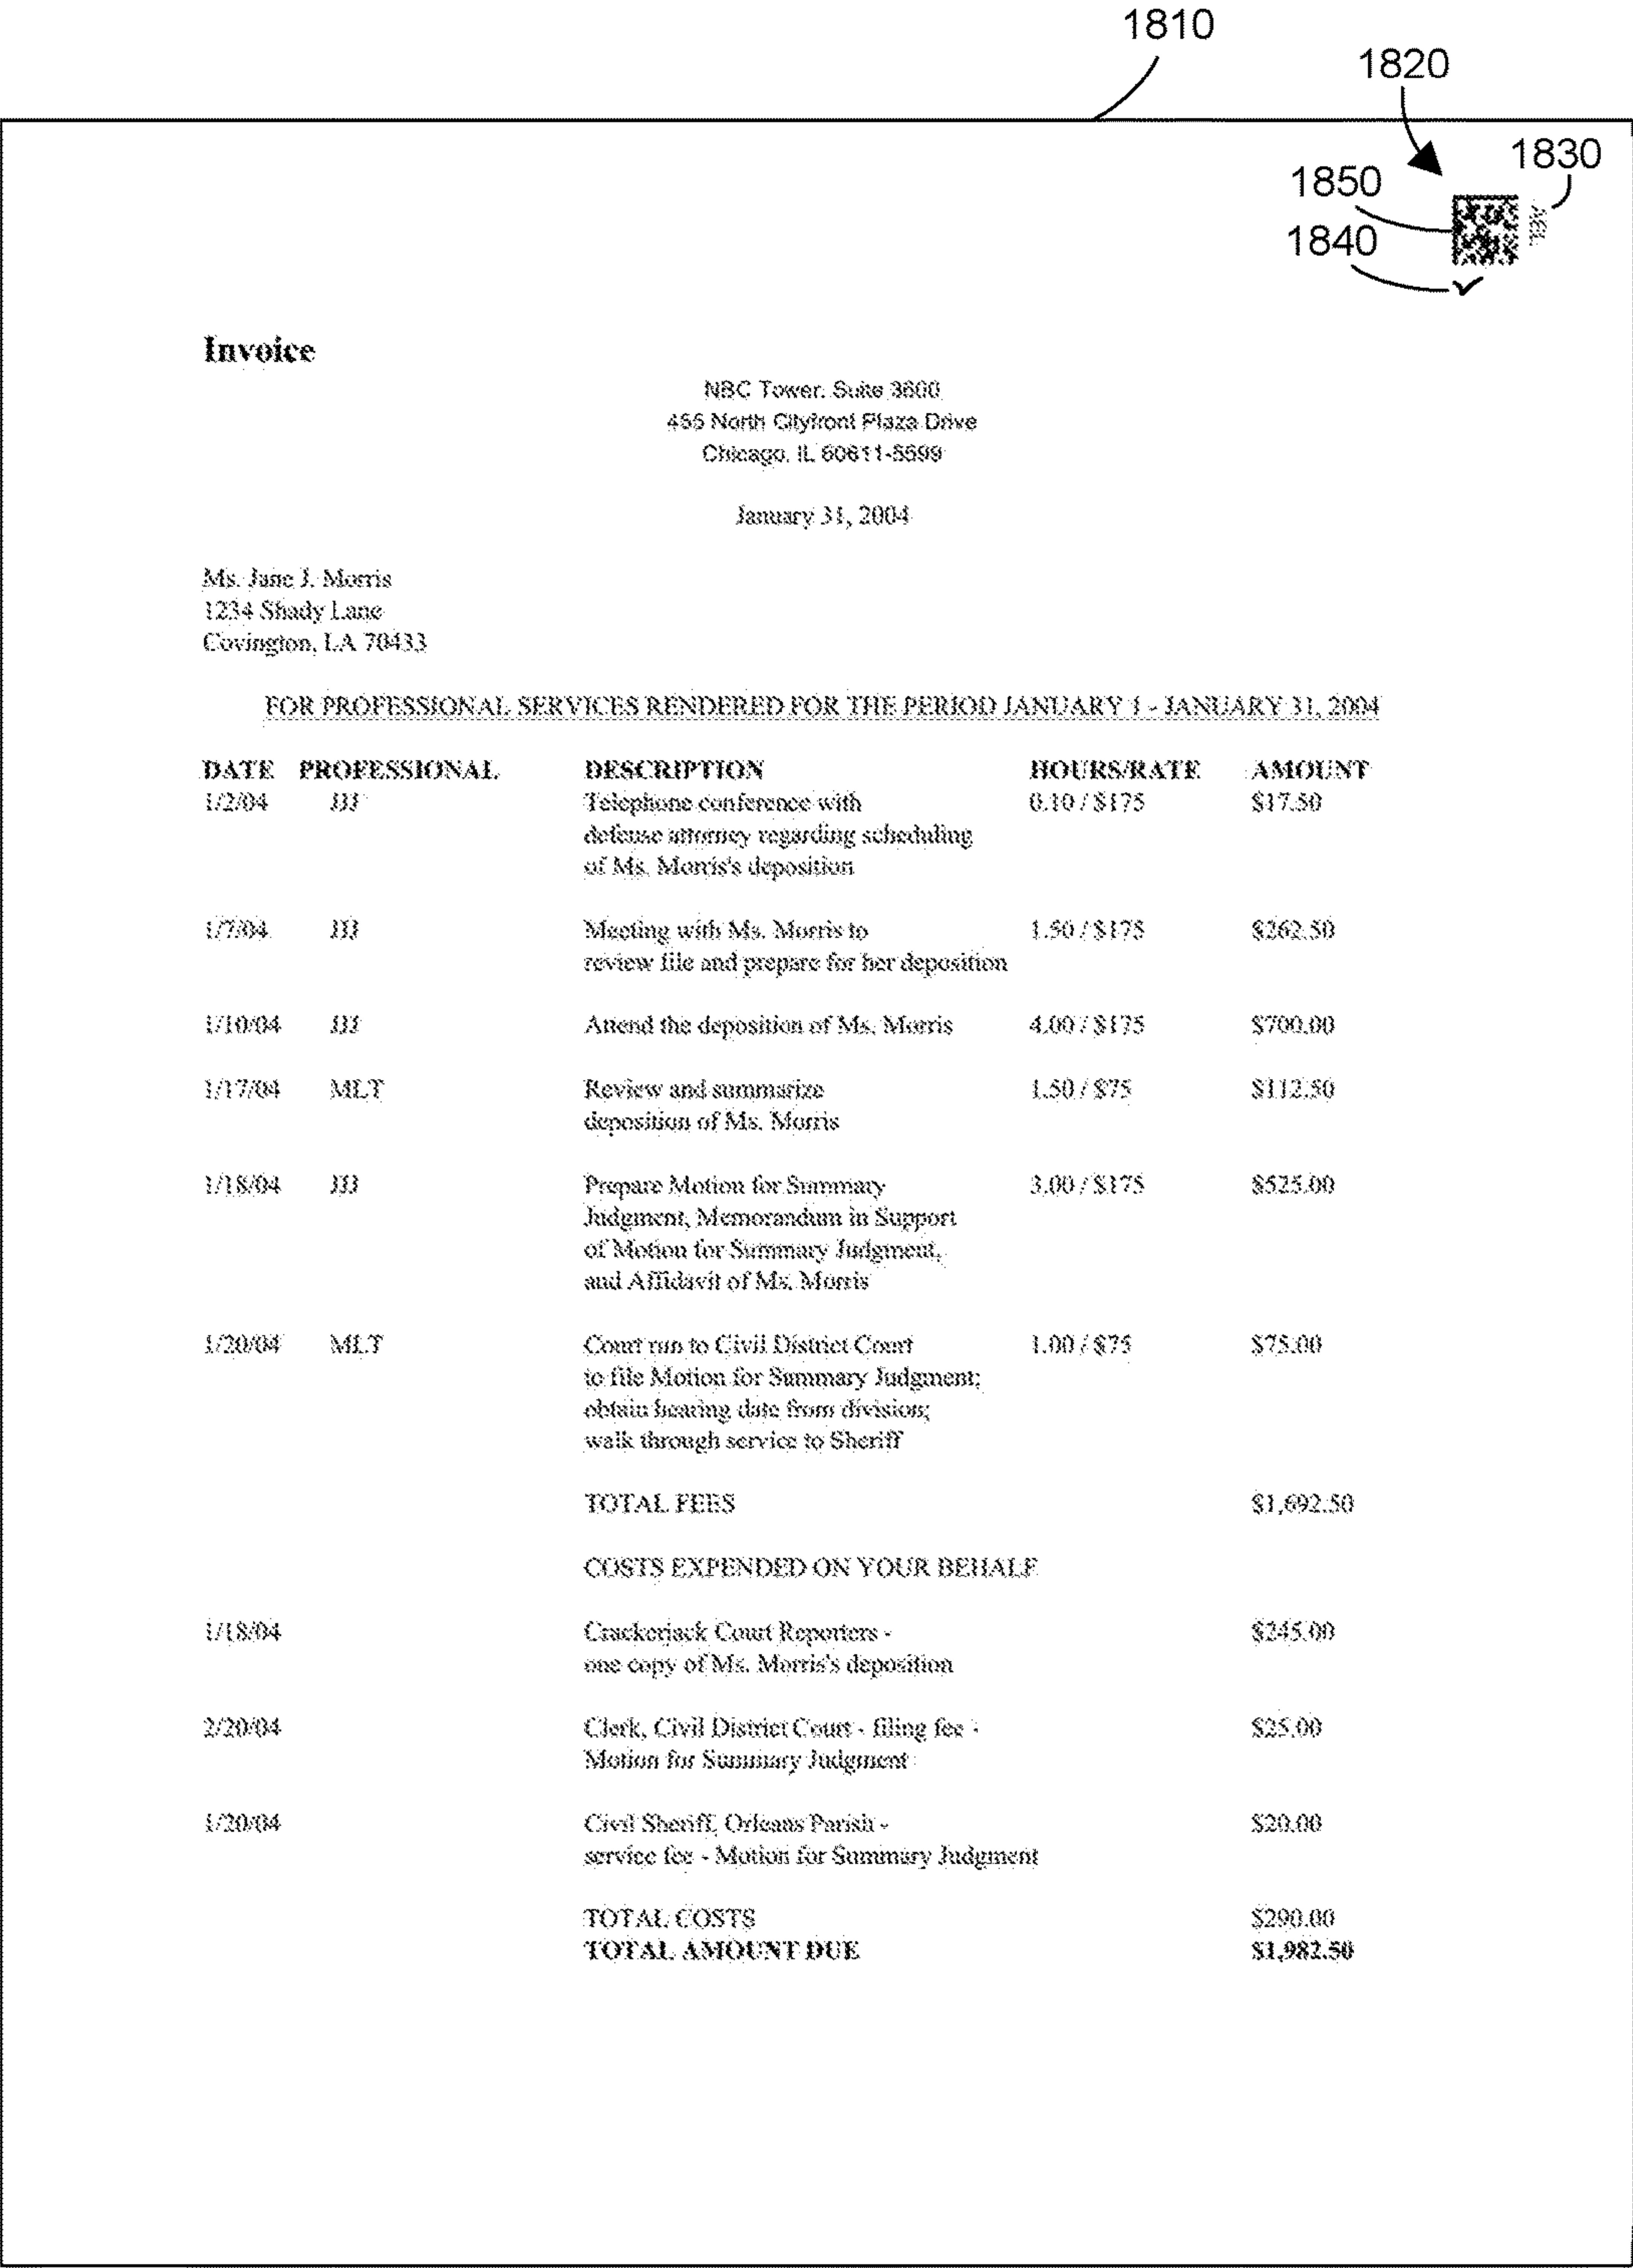 1810
1820
1830
1850
1840
Invoice
NBC Tower, Suite 3600
455 North Cityfront Plaza Drive
Chicago, IL 60611-5599
January 31, 2004
Ms. Jane J. Morris
1234 Shady Lane
Covington, LA 70433
FOR PROFESSIONAL SERVICES RENDERED FOR THE PERIOD JANUARY 1 - JANUARY 31, 2004
DATE PROFESSIONAL DESCRIPTION HOURS/RATE AMOUNT
1/2/04 JJJ Telephone conference with 0.10 / $175 $17.50
defense attorney regarding scheduling
of Ms. Morris's deposition
1/7/04 JJJ Meeting with Ms. Morris to 1.50 / $175 $262.50
review file and prepare for her deposition
1/10/04 JJJ Attend the deposition of Ms. Morris 4.00 / $175 $700.00
1/17/04 MLT Review and summarize 1.50 / $75 $112.50
deposition of Ms. Morris
1/18/04 JJJ Prepare Motion for Summary 3.00 / $175 $525.00
Judgment, Memorandum in Support
of Motion for Summary Judgment,
and Affidavit of Ms. Morris
1/20/04 MLT Court run to Civil District Court 1.00 / $75 $75.00
to file Motion for Summary Judgment;
obtain hearing date from division;
walk through service to Sheriff
TOTAL FEES $1,692.50
COSTS EXPENDED ON YOUR BEHALF
1/18/04 Crackerjack Court Reporters - $245.00
one copy of Ms. Morris's deposition
2/20/04 Clerk, Civil District Court - filing fee - $25.00
Motion for Summary Judgment
1/20/04 Civil Sheriff, Orleans Parish - $20.00
service fee - Motion for Summary Judgment
TOTAL COSTS $290.00
TOTAL AMOUNT DUE $1,982.50